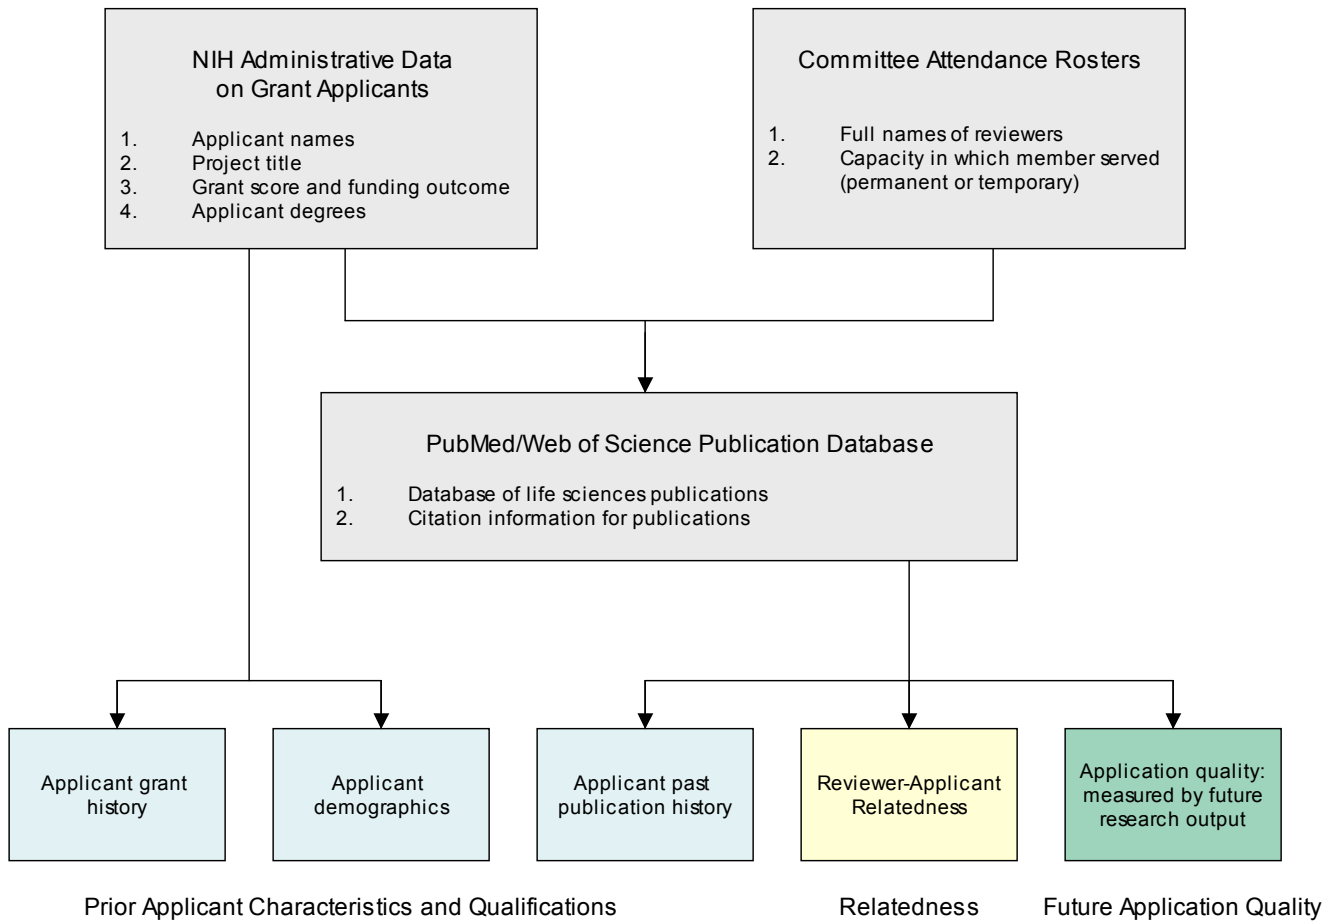 NIH Administrative Data
on Grant Applicants
1. Applicant names
2. Project title
3. Grant score and funding outcome
4. Applicant degrees
Committee Attendance Rosters
1. Full names of reviewers
2. Capacity in which member served
(permanent or temporary)
PubMed/Web of Science Publication Database
1. Database of life sciences publications
2. Citation information for publications
Applicant grant
history
Applicant
demographics
Applicant past
publication history
Reviewer-Applicant
Relatedness
Application quality:
measured by future
research output
Prior Applicant Characteristics and Qualifications
Relatedness
Future Application Quality